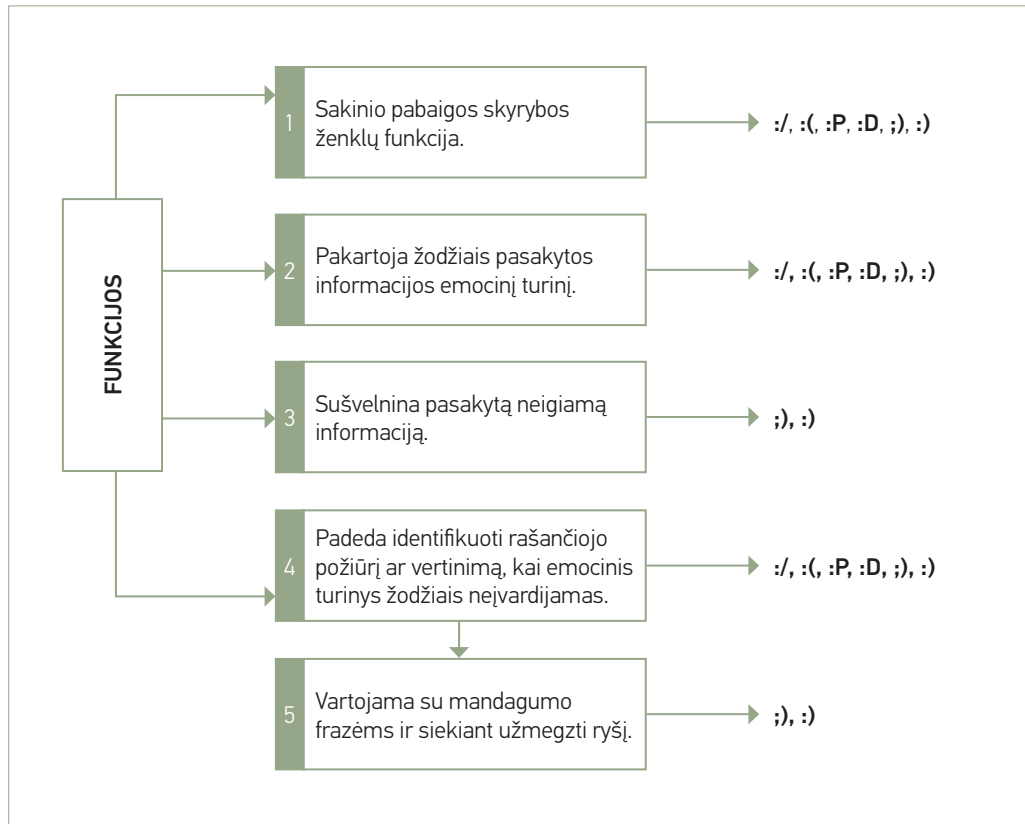 FUNKCIJOS
1
Sakinio pabaigos skyrybos
ženklų funkcija.
:/, :(, :P, :D, ;), :)
2
Pakartoja žodžiais pasakytos
informacijos emocinį turinį.
:/, :(, :P, :D, ;), :)
3
Sušvelnina pasakytą neigiamą
informaciją.
;), :)
4
Padeda identifikuoti rašančiojo
požiūrį ar vertinimą, kai emocinis
turinys žodžiais neįvardijamas.
:/, :(, :P, :D, ;), :)
5
Vartojama su mandagumo
frazėms ir siekiant užmegzti ryšį.
;), :)